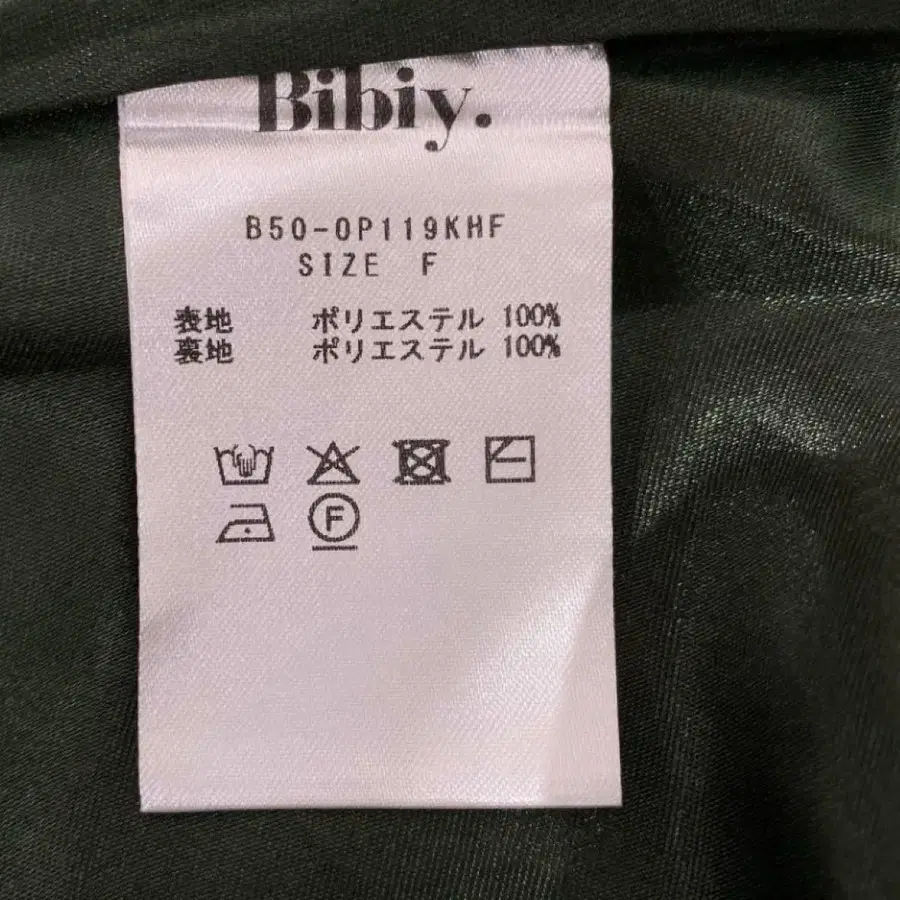 Bibiy.
B50-OP119KHF
SIZE F
表地 ポリエステル 100%
裏地 ポリエステル 100%
F